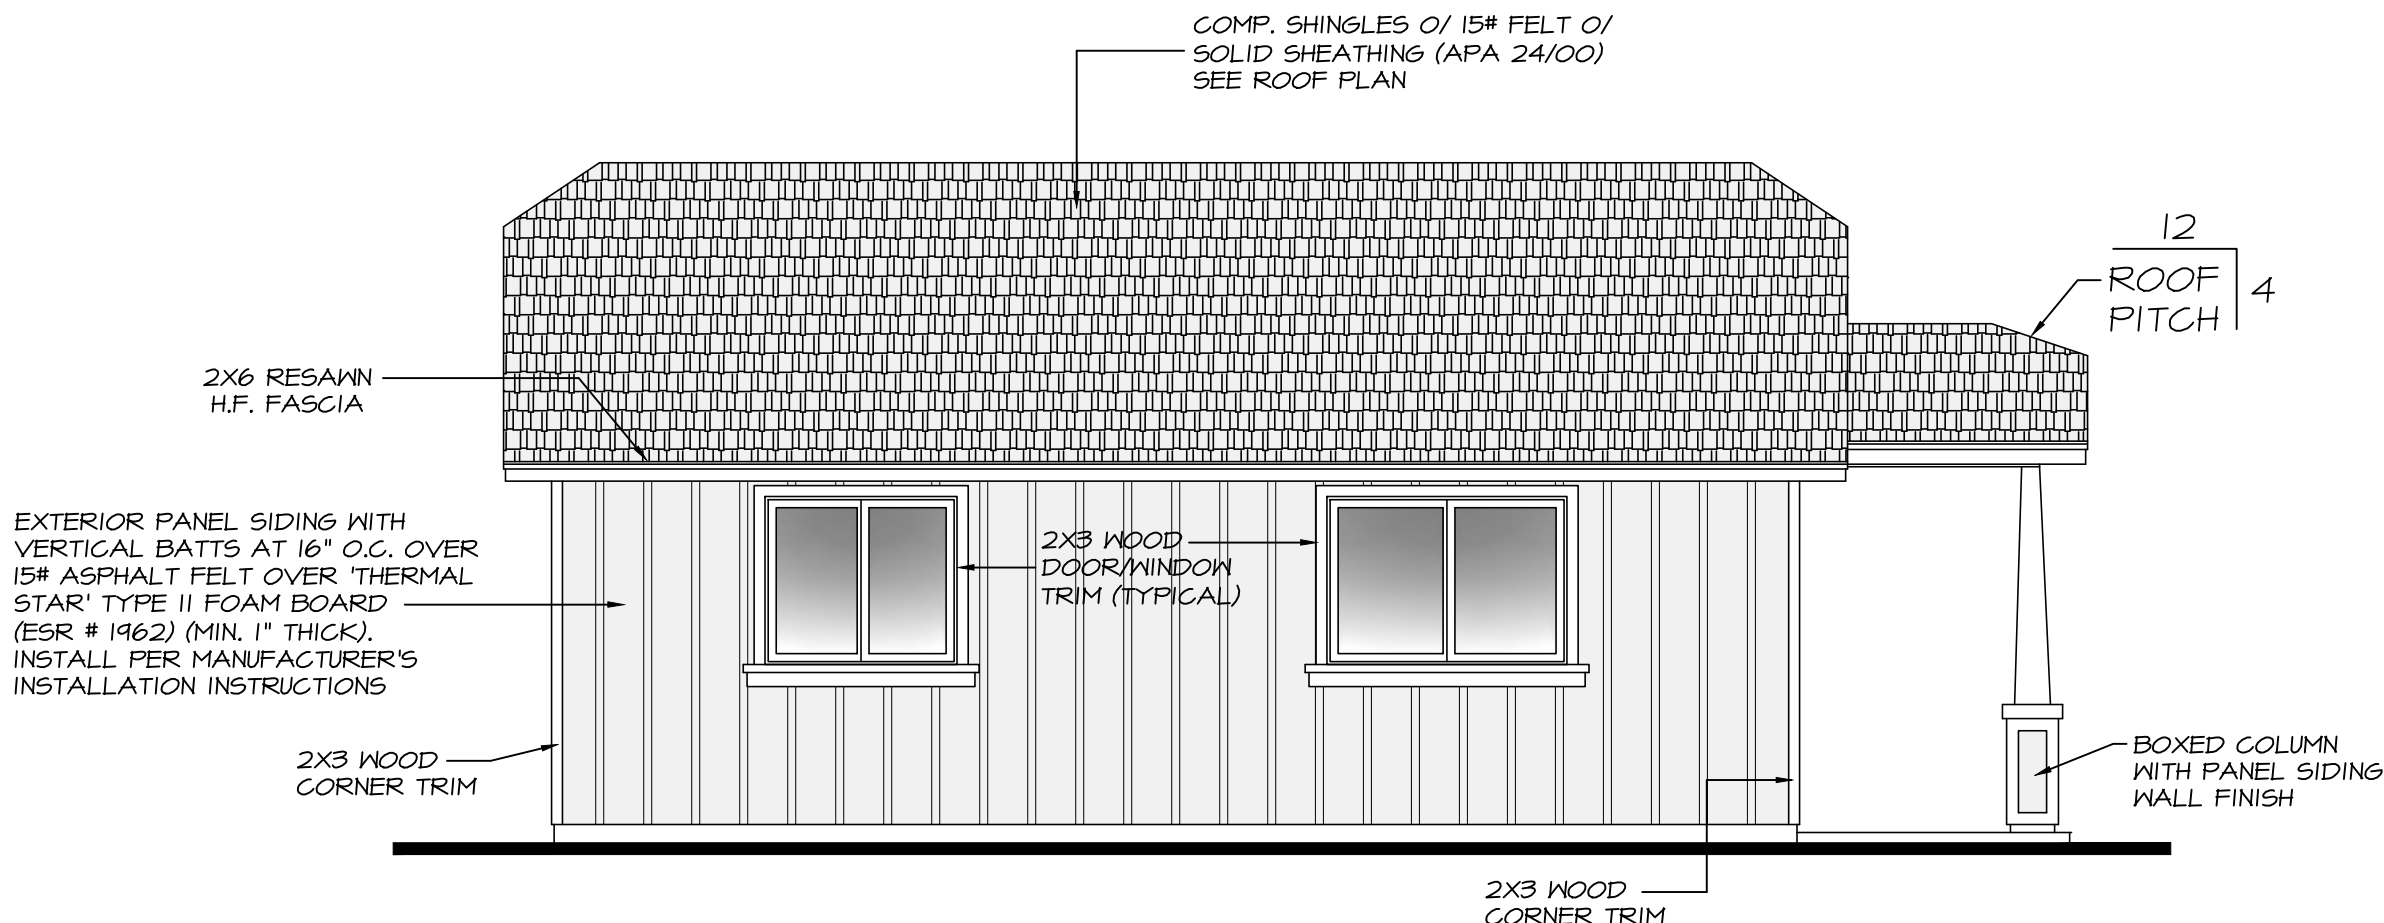 COMP. SHINGLES O/ 15# FELT O/
SOLID SHEATHING (APA 24/00)
SEE ROOF PLAN
12
ROOF
PITCH
4
2X6 RESAWN
H.F. FASCIA
EXTERIOR PANEL SIDING WITH
VERTICAL BATTS AT 16" O.C. OVER
15# ASPHALT FELT OVER 'THERMAL
STAR' TYPE II FOAM BOARD
(ESR # 1962) (MIN. 1" THICK).
INSTALL PER MANUFACTURER'S
INSTALLATION INSTRUCTIONS
2X3 WOOD
DOOR/WINDOW
TRIM (TYPICAL)
2X3 WOOD
CORNER TRIM
BOXED COLUMN
WITH PANEL SIDING
WALL FINISH
2X3 WOOD
CORNER TRIM